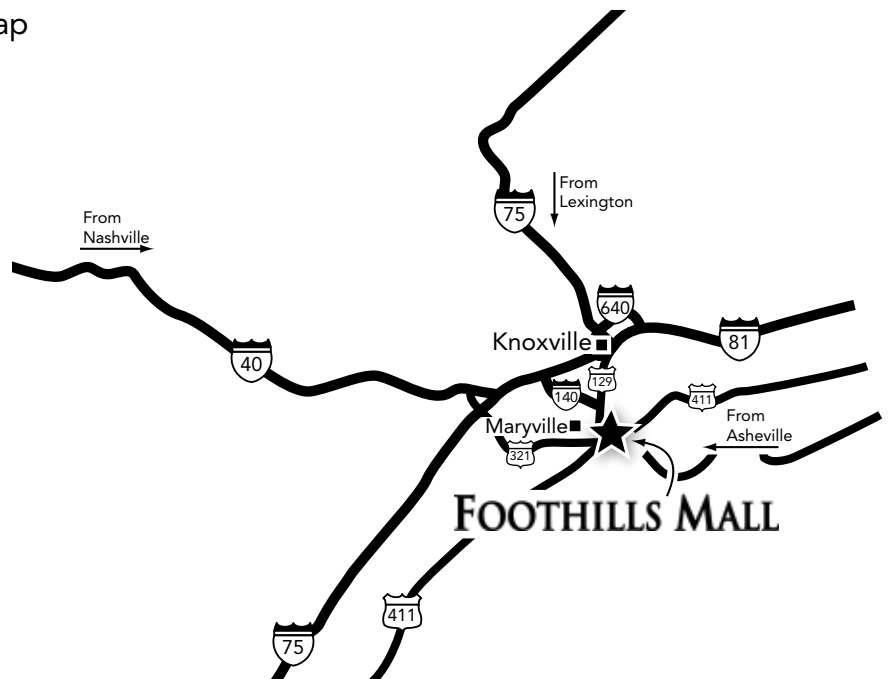 ap
From
Lexington
75
From
Nashville
640
Knoxville
81
40
129
140
411
Maryville
From
Asheville
321
FOOTHILLS MALL
411
75